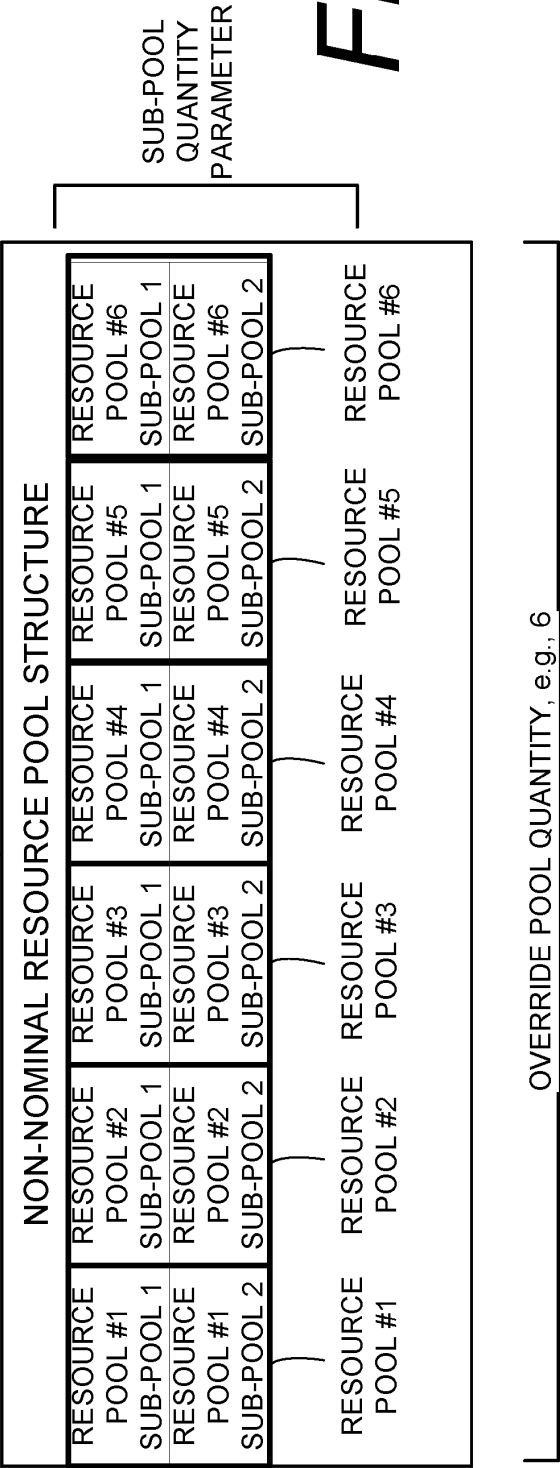 NON-NOMINAL RESOURCE POOL STRUCTURE
RESOURCE
POOL #1
SUB-POOL 1
RESOURCE
POOL #1
SUB-POOL 2
RESOURCE
POOL #2
SUB-POOL 1
RESOURCE
POOL #2
SUB-POOL 2
RESOURCE
POOL #3
SUB-POOL 1
RESOURCE
POOL #3
SUB-POOL 2
RESOURCE
POOL #4
SUB-POOL 1
RESOURCE
POOL #4
SUB-POOL 2
RESOURCE
POOL #5
SUB-POOL 1
RESOURCE
POOL #5
SUB-POOL 2
RESOURCE
POOL #6
SUB-POOL 1
RESOURCE
POOL #6
SUB-POOL 2
SUB-POOL
QUANTITY
PARAMETER
RESOURCE
POOL #1
RESOURCE
POOL #2
RESOURCE
POOL #3
RESOURCE
POOL #4
RESOURCE
POOL #5
RESOURCE
POOL #6
OVERRIDE POOL QUANTITY, e.g., 6